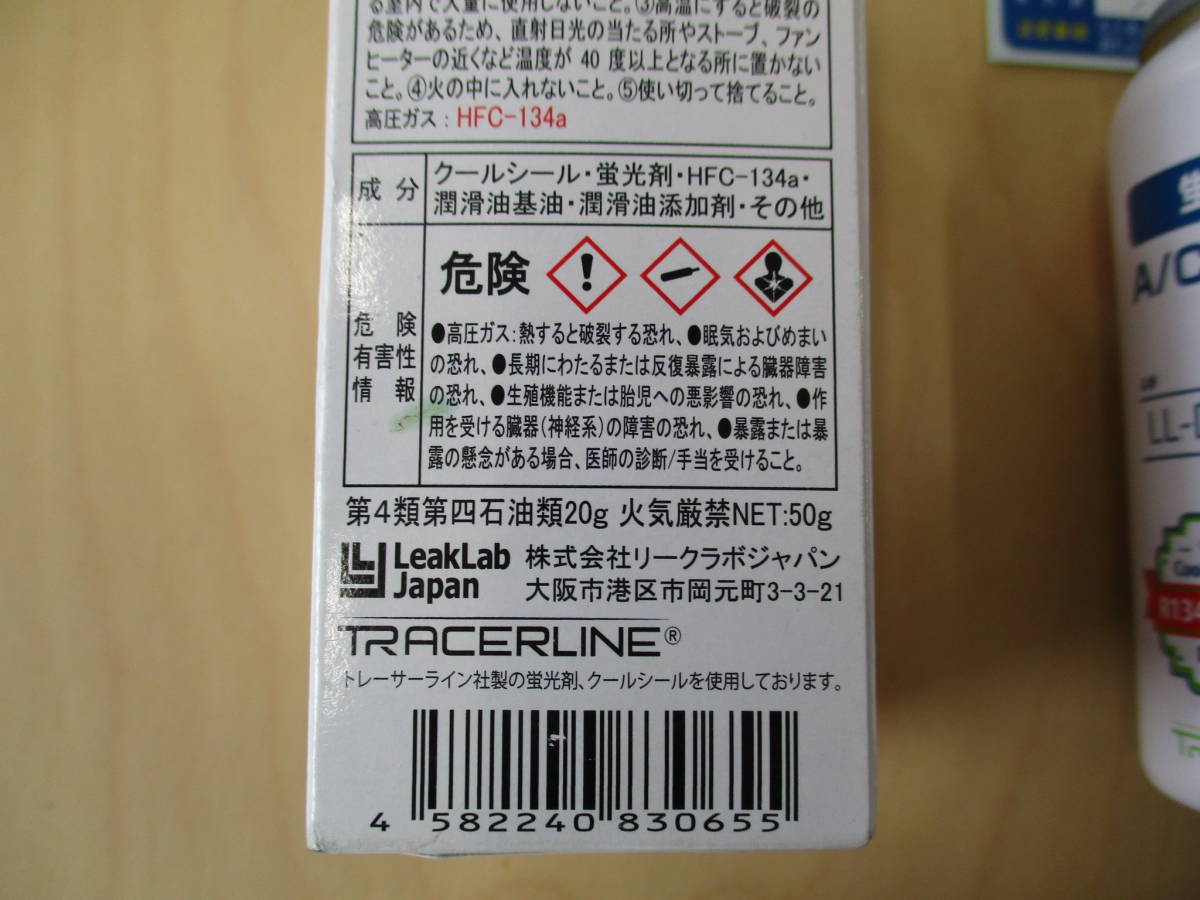 る室内で大量に使用しないこと。③高温にすると破裂の
危険があるため、直射日光の当たる所やストーブ、ファン
ヒーターの近くなど温度が 40 度以上となる所に置かない
こと。④火の中に入れないこと。⑤使い切って捨てること。
高圧ガス:HFC-134a
成 分
クールシール・蛍光剤・HFC-134a・
潤滑油基油・潤滑油添加剤・その他
危険
危 険
有害性
情 報
●高圧ガス:熱すると破裂する恐れ、●眠気およびめまい
の恐れ、●長期にわたるまたは反復暴露による臓器障害
の恐れ、●生殖機能または胎児への悪影響の恐れ、●作
用を受ける臓器(神経系)の障害の恐れ、●暴露または暴
露の懸念がある場合、医師の診断/手当を受けること。
第4類第四石油類20g 火気厳禁NET:50g
LeakLab
Japan
株式会社リークラボジャパン
大阪市港区市岡元町3-3-21
TRACERLINE®
トレーサーライン社製の蛍光剤、クールシールを使用しております。
4 582240 830655
A/C
LL-
R134